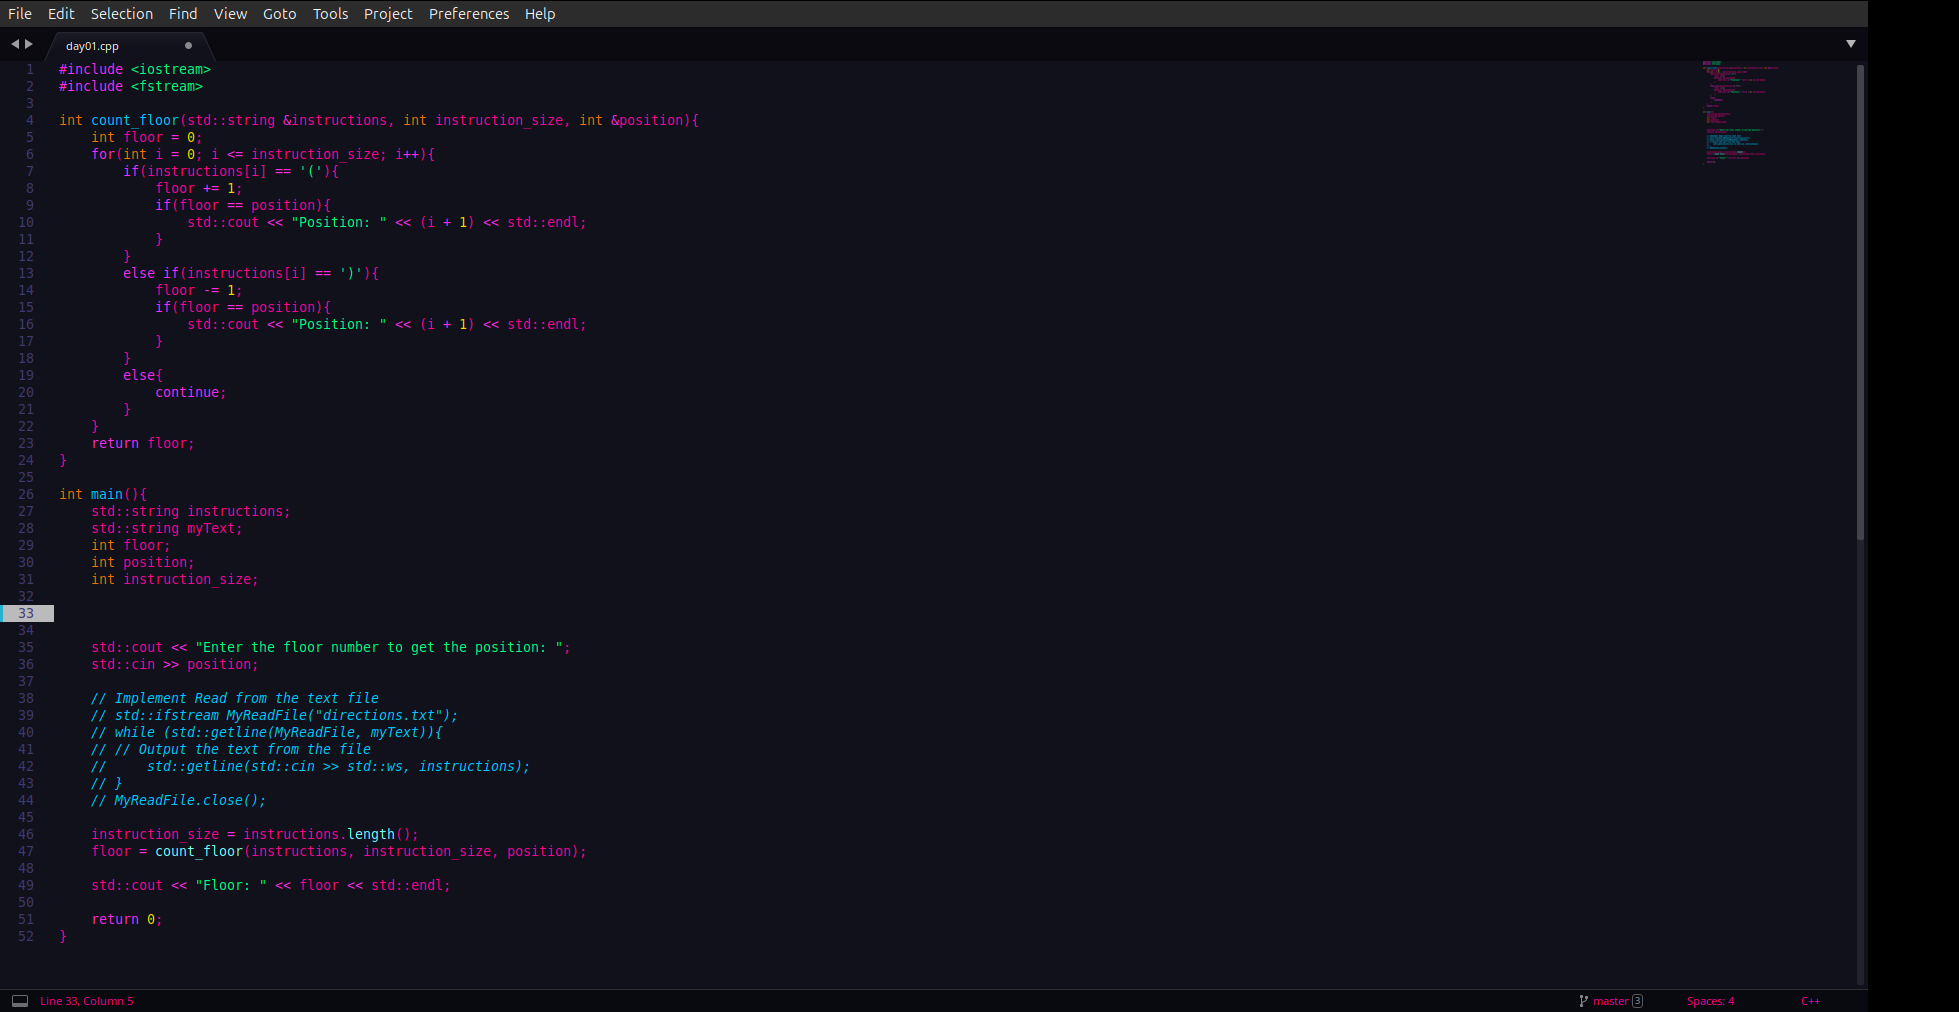 File Edit Selection Find View Goto Tools Project Preferences Help
day01.cpp
1 #include <iostream>
2 #include <fstream>
3
4 int count_floor(std::string &instructions, int instruction_size, int &position){
5     int floor = 0;
6     for(int i = 0; i <= instruction_size; i++){
7         if(instructions[i] == '('){
8             floor += 1;
9             if(floor == position){
10                 std::cout << "Position: " << (i + 1) << std::endl;
11             }
12         }
13         else if(instructions[i] == ')'){
14             floor -= 1;
15             if(floor == position){
16                 std::cout << "Position: " << (i + 1) << std::endl;
17             }
18         }
19         else{
20             continue;
21         }
22     }
23     return floor;
24 }
25
26 int main(){
27     std::string instructions;
28     std::string myText;
29     int floor;
30     int position;
31     int instruction_size;
32
33
34
35     std::cout << "Enter the floor number to get the position: ";
36     std::cin >> position;
37
38     // Implement Read from the text file
39     // std::ifstream MyReadFile("directions.txt");
40     // while (std::getline(MyReadFile, myText)){
41     // // Output the text from the file
42     //     std::getline(std::cin >> std::ws, instructions);
43     // }
44     // MyReadFile.close();
45
46     instruction_size = instructions.length();
47     floor = count_floor(instructions, instruction_size, position);
48
49     std::cout << "Floor: " << floor << std::endl;
50
51     return 0;
52 }
Line 33, Column 5 master 3 Spaces: 4 C++